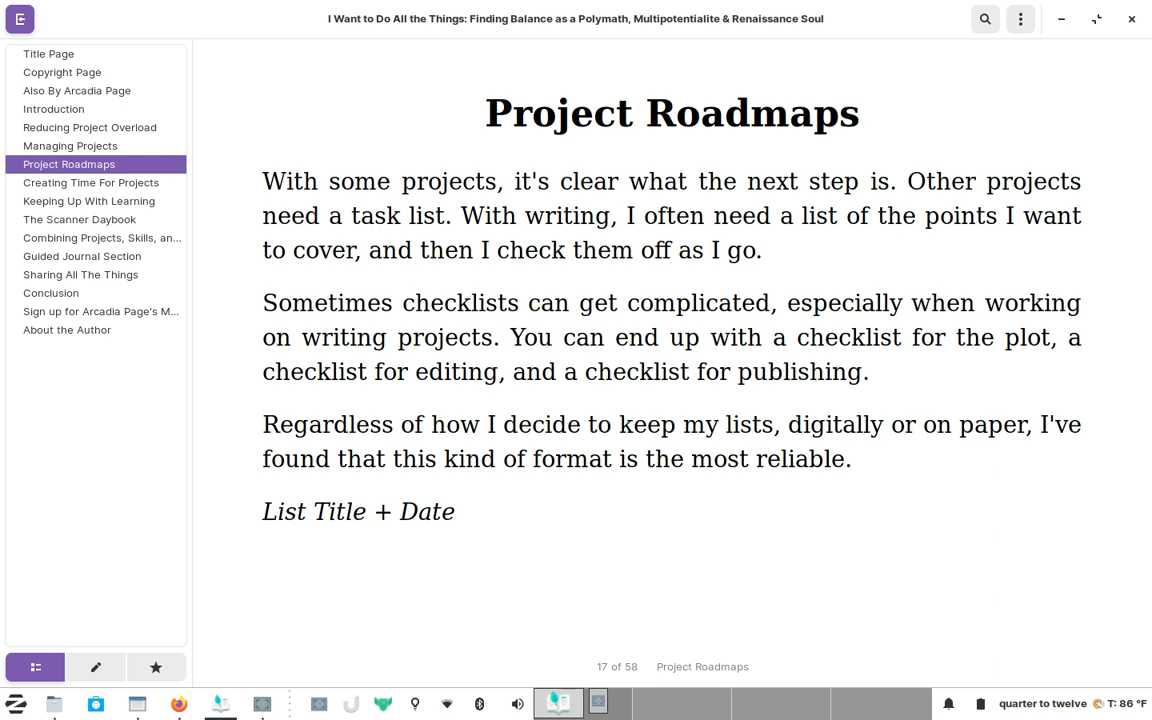 I Want to Do All the Things: Finding Balance as a Polymath, Multipotentialite & Renaissance Soul
Title Page
Copyright Page
Also By Arcadia Page
Introduction
Reducing Project Overload
Managing Projects
Project Roadmaps
Creating Time For Projects
Keeping Up With Learning
The Scanner Daybook
Combining Projects, Skills, an...
Guided Journal Section
Sharing All The Things
Conclusion
Sign up for Arcadia Page's M...
About the Author
Project Roadmaps
With some projects, it's clear what the next step is. Other projects
need a task list. With writing, I often need a list of the points I want
to cover, and then I check them off as I go.
Sometimes checklists can get complicated, especially when working
on writing projects. You can end up with a checklist for the plot, a
checklist for editing, and a checklist for publishing.
Regardless of how I decide to keep my lists, digitally or on paper, I've
found that this kind of format is the most reliable.
List Title + Date
17 of 58 Project Roadmaps
quarter to twelve T: 86 °F